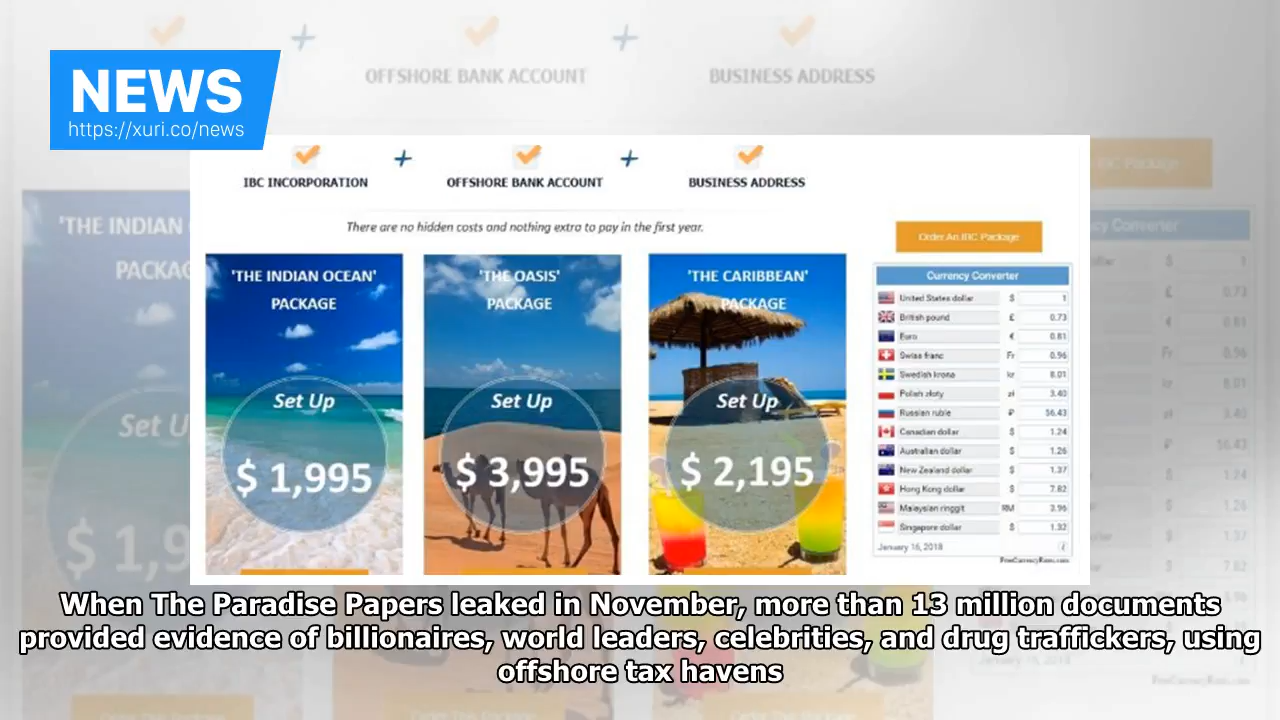 OFFSHORE BANK ACCOUNT
BUSINESS ADDRESS
NEWS
https://xuri.co/news
IBC INCORPORATION
OFFSHORE BANK ACCOUNT
BUSINESS ADDRESS
There are no hidden costs and nothing extra to pay in the first year.
Order An IBC Package
'THE INDIAN OCEAN'
PACKAGE
Set Up
$ 1,995
'THE OASIS'
PACKAGE
Set Up
$ 3,995
'THE CARIBBEAN'
PACKAGE
Set Up
$ 2,195
Currency Converter
United States dollar $ 1
British pound £ 0.73
Euro € 0.81
Swiss franc Fr 0.96
Swedish krona kr 8.01
Polish złoty zł 3.40
Russian ruble ₽ 56.43
Canadian dollar $ 1.24
Australian dollar $ 1.26
New Zealand dollar $ 1.37
Hong Kong dollar $ 7.82
Malaysian ringgit RM 3.96
Singapore dollar $ 1.32
January 16, 2018
FreeCurrencyRates.com
When The Paradise Papers leaked in November, more than 13 million documents
provided evidence of billionaires, world leaders, celebrities, and drug traffickers, using
offshore tax havens